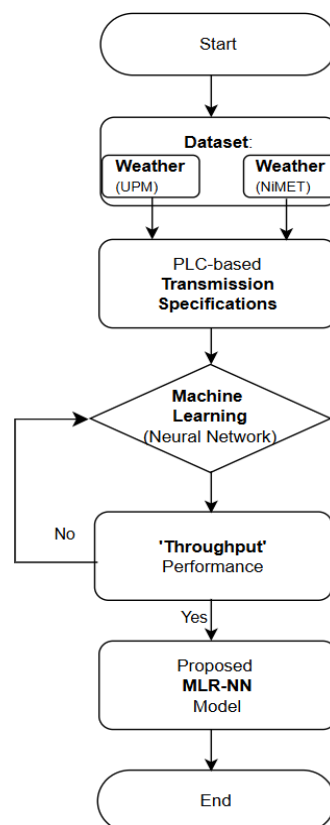 Start
Dataset:
Weather
(UPM)
Weather
(NiMET)
PLC-based
Transmission
Specifications
Machine
Learning
(Neural Network)
No
'Throughput'
Performance
Yes
Proposed
MLR-NN
Model
End